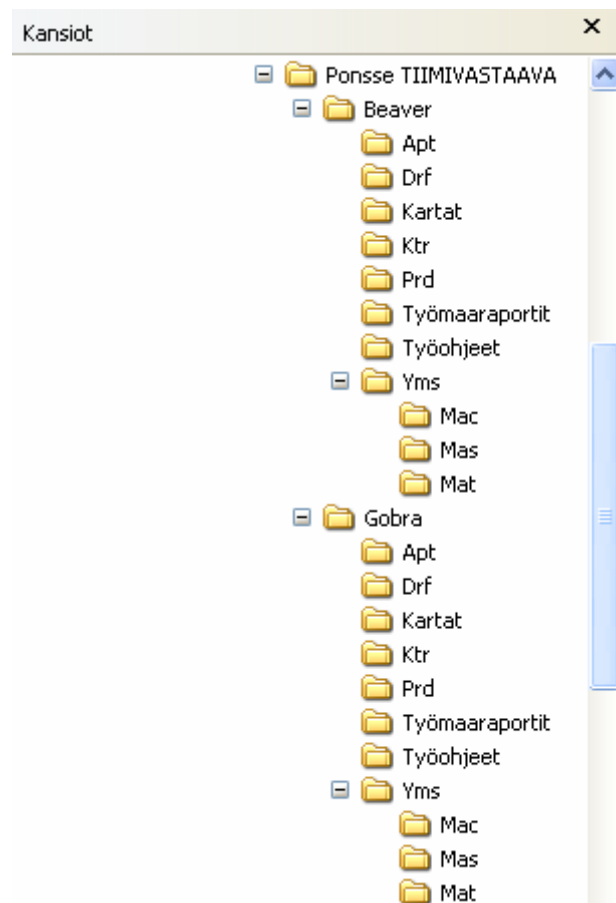 Kansiot
Ponsse TIIMIVASTAAVA
Beaver
Apt
Drf
Kartat
Ktr
Prd
Työmaaraportit
Työohjeet
Yms
Mac
Mas
Mat
Gobra
Apt
Drf
Kartat
Ktr
Prd
Työmaaraportit
Työohjeet
Yms
Mac
Mas
Mat